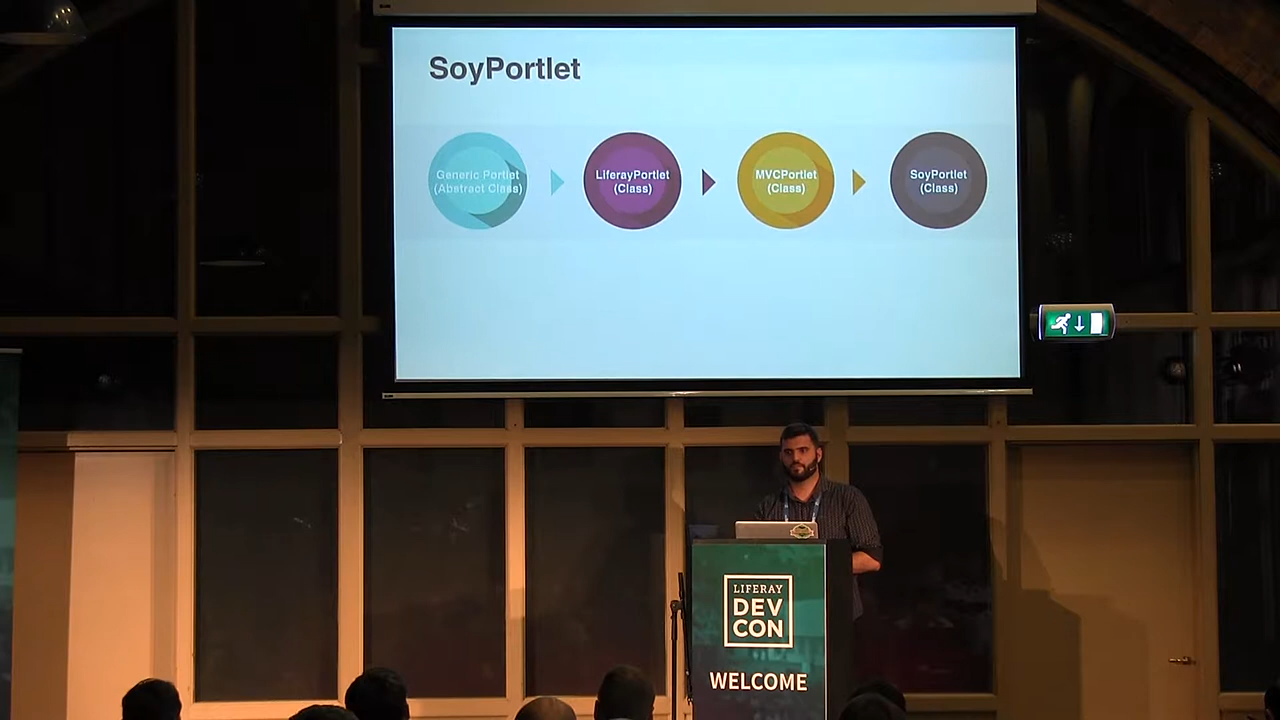 SoyPortlet
Generic Portlet
(Abstract Class)
LiferayPortlet
(Class)
MVCPortlet
(Class)
SoyPortlet
(Class)
LIFERAY
DEV
CON
WELCOME